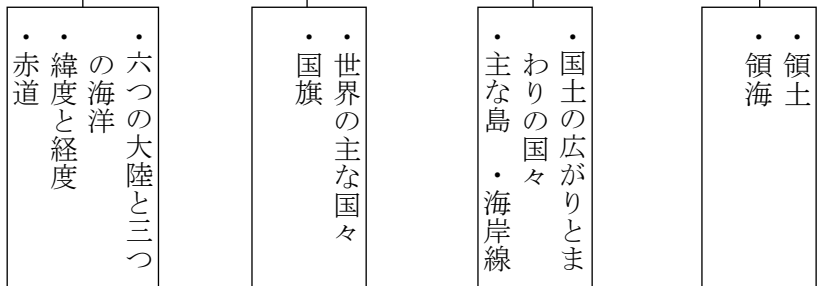 ・領土
・領海
・国土の広がりとま
わりの国々
・主な島　・海岸線
・世界の主な国々
・国旗
・六つの大陸と三つ
の海洋
・緯度と経度
・赤道